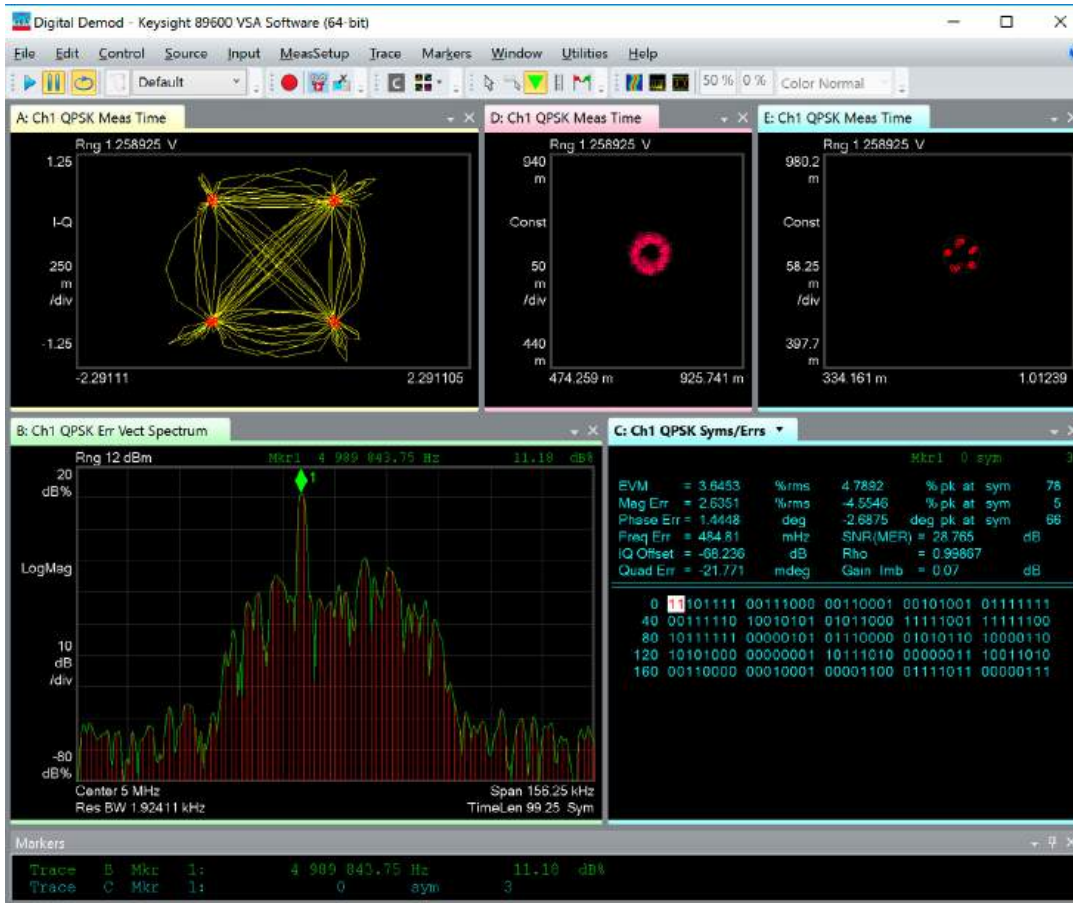 Digital Demod - Keysight 89600 VSA Software (64-bit)
File Edit Control Source Input MeasSetup Trace Markers Window Utilities Help
Default 50 % 0 % Color Normal
A: Ch1 QPSK Meas Time
Rng 1.258925 V
1.25
I-Q
250
m
/div
-1.25
-2.29111 2.291105
D: Ch1 QPSK Meas Time
Rng 1.258925 V
940
m
Const
50
m
/div
440
m
474.259 m 925.741 m
E: Ch1 QPSK Meas Time
Rng 1.258925 V
980.2
m
Const
58.25
m
/div
397.7
m
334.161 m 1.01239
B: Ch1 QPSK Err Vect Spectrum
Rng 12 dBm Mkr1 4 989 843.75 Hz 11.18 dB%
20
dB%
1
LogMag
10
dB
/div
-80
dB%
Center 5 MHz Span 156.25 kHz
Res BW 1.92411 kHz TimeLen 99.25 Sym
C: Ch1 QPSK Syms/Errs
Mkr1 0 sym 3
EVM = 3.6453 %rms 4.7892 % pk at sym 78
Mag Err = 2.6351 %rms -4.5546 % pk at sym 5
Phase Err = 1.4448 deg -2.6875 deg pk at sym 66
Freq Err = 484.81 mHz SNR(MER) = 28.765 dB
IQ Offset = -68.236 dB Rho = 0.99867
Quad Err = -21.771 mdeg Gain Imb = 0.07 dB
0 11101111 00111000 00110001 00101001 01111111
40 00111110 10010101 01011000 11111001 11111100
80 10111111 00000101 01110000 01010110 10000110
120 10101000 00000001 10111010 00000011 10011010
160 00110000 00010001 00001100 01111011 00000111
Markers
Trace B Mkr 1: 4 989 843.75 Hz 11.18 dB%
Trace C Mkr 1: 0 sym 3